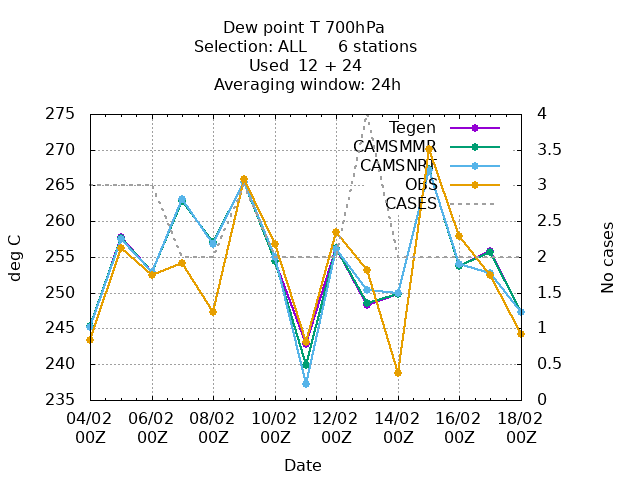 Dew point T 700hPa
Selection: ALL      6 stations
Used  12 + 24
Averaging window: 24h
275
270
265
260
255
250
245
240
235
deg C
4
3.5
3
2.5
2
1.5
1
0.5
0
No cases
Tegen
CAMSMMR
CAMSNRT
OBS
CASES
04/02 06/02 08/02 10/02 12/02 14/02 16/02 18/02
00Z 00Z 00Z 00Z 00Z 00Z 00Z 00Z
Date